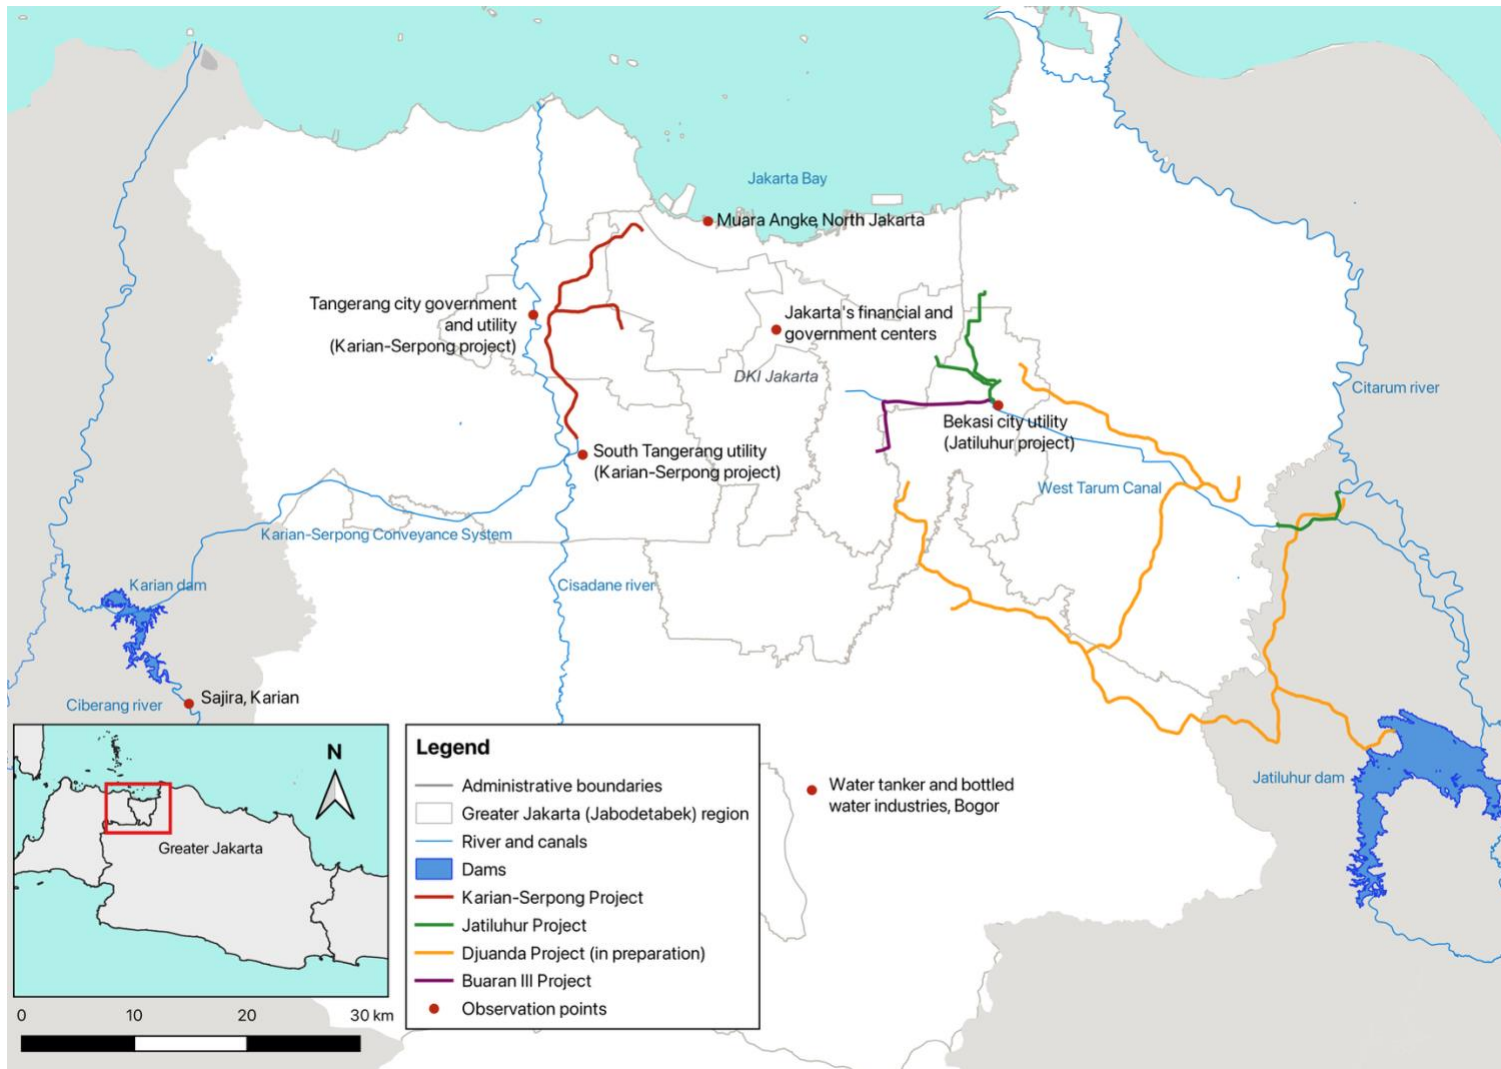 Jakarta Bay
Muara Angke, North Jakarta
Tangerang city government
and utility
(Karian-Serpong project)
Jakarta's financial and
government centers
DKI Jakarta
Citarum river
Bekasi city utility
(Jatiluhur project)
South Tangerang utility
(Karian-Serpong project)
West Tarum Canal
Karian-Serpong Conveyance System
Karian dam
Cisadane river
Ciberang river
Sajira, Karian
Jatiluhur dam
Water tanker and bottled
water industries, Bogor
N
Greater Jakarta
0 10 20 30 km
Legend
Administrative boundaries
Greater Jakarta (Jabodetabek) region
River and canals
Dams
Karian-Serpong Project
Jatiluhur Project
Djuanda Project (in preparation)
Buaran III Project
Observation points